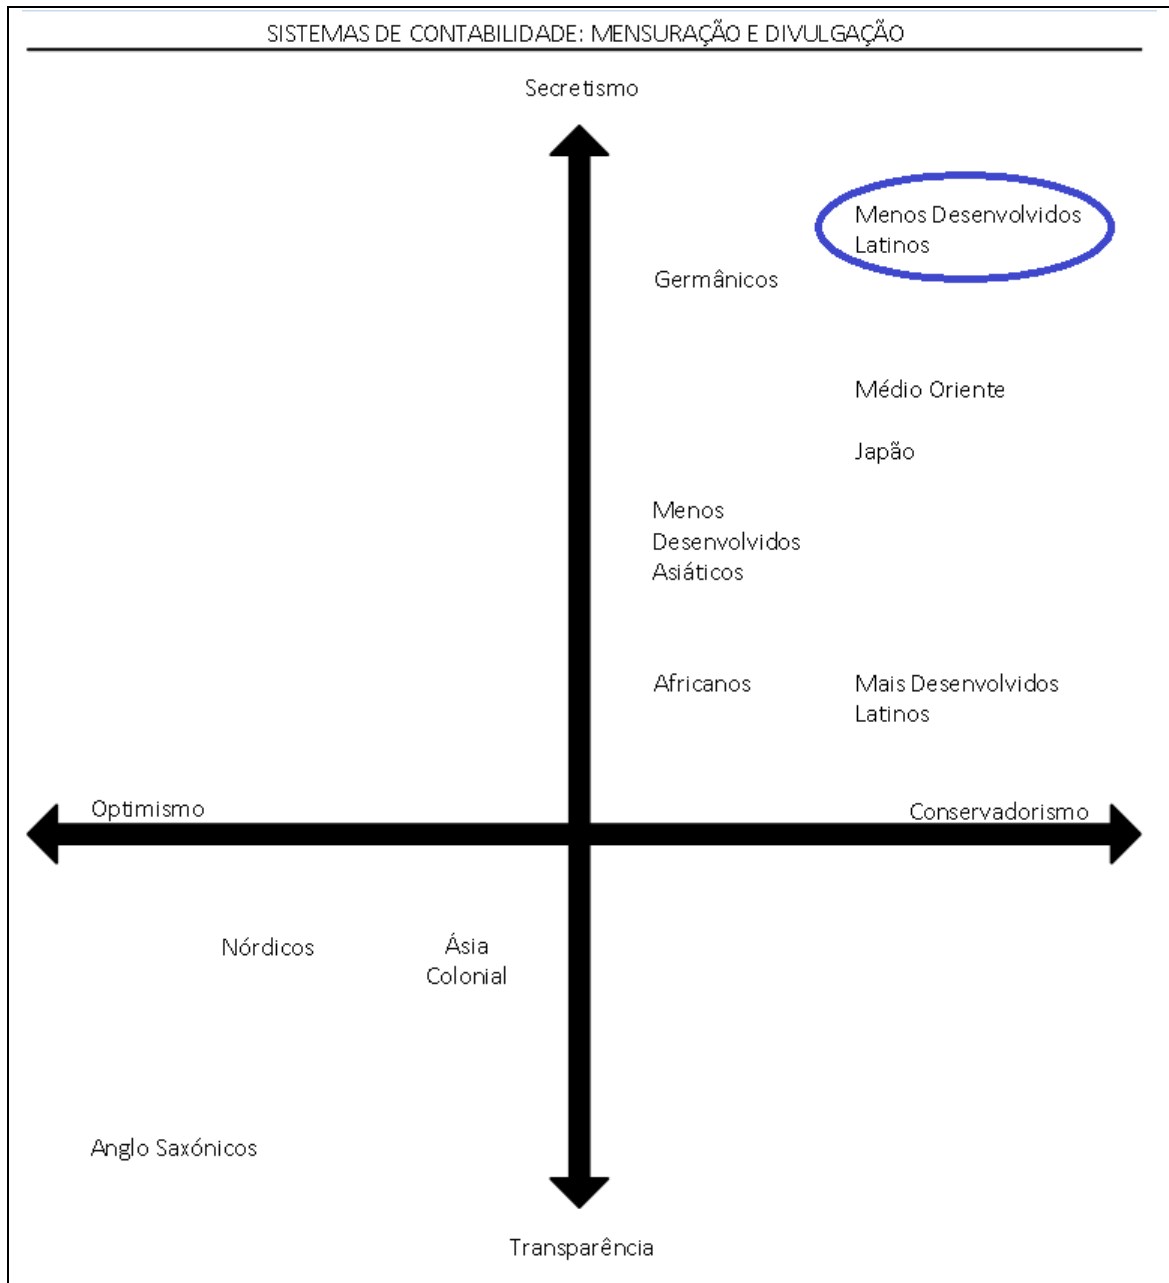 SISTEMAS DE CONTABILIDADE: MENSURAÇÃO E DIVULGAÇÃO
Secretismo
Menos Desenvolvidos
Latinos
Germânicos
Médio Oriente
Japão
Menos
Desenvolvidos
Asiáticos
Africanos
Mais Desenvolvidos
Latinos
Optimismo
Conservadorismo
Nórdicos
Ásia
Colonial
Anglo Saxónicos
Transparência